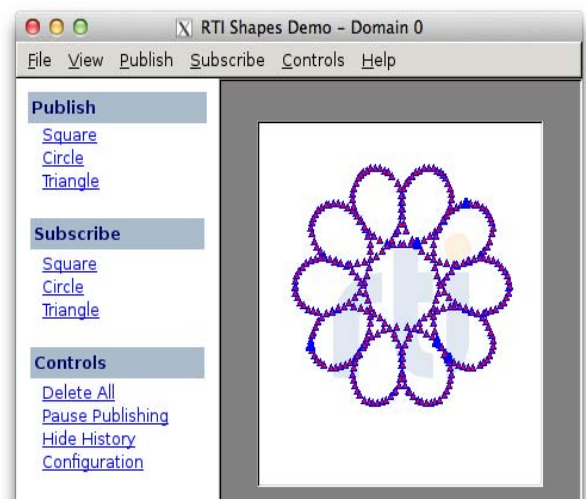 X RTI Shapes Demo – Domain 0
File View Publish Subscribe Controls Help
Publish
Square
Circle
Triangle
Subscribe
Square
Circle
Triangle
Controls
Delete All
Pause Publishing
Hide History
Configuration
rti